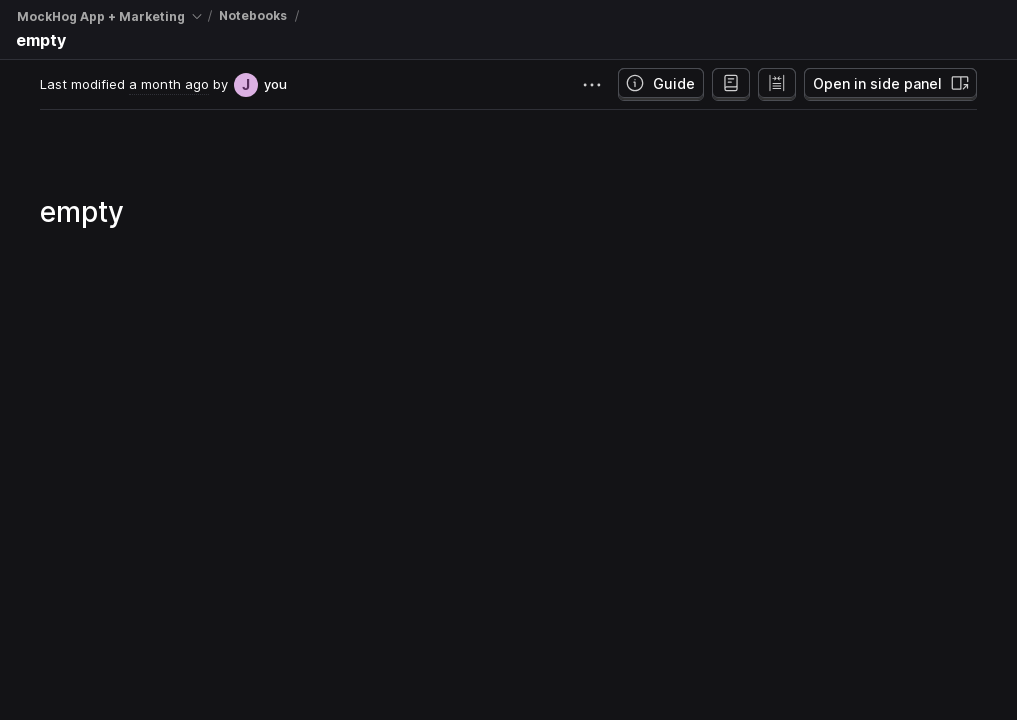 MockHog App + Marketing / Notebooks /
empty
Last modified a month ago by J you
Guide
Open in side panel
empty